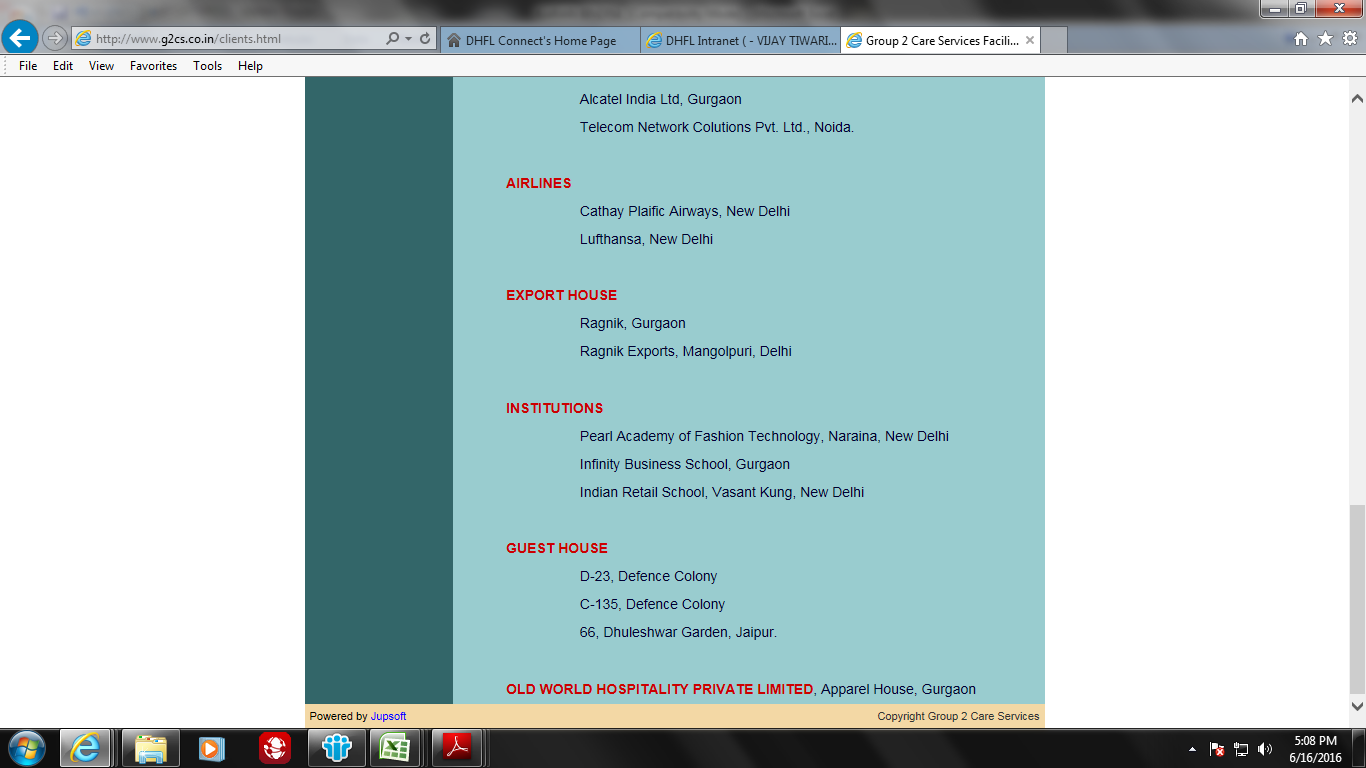 http://www.g2cs.co.in/clients.html
DHFL Connect's Home Page
DHFL Intranet ( - VIJAY TIWARI...
Group 2 Care Services Facili...
File Edit View Favorites Tools Help
Alcatel India Ltd, Gurgaon
Telecom Network Colutions Pvt. Ltd., Noida.
AIRLINES
Cathay Plaific Airways, New Delhi
Lufthansa, New Delhi
EXPORT HOUSE
Ragnik, Gurgaon
Ragnik Exports, Mangolpuri, Delhi
INSTITUTIONS
Pearl Academy of Fashion Technology, Naraina, New Delhi
Infinity Business School, Gurgaon
Indian Retail School, Vasant Kung, New Delhi
GUEST HOUSE
D-23, Defence Colony
C-135, Defence Colony
66, Dhuleshwar Garden, Jaipur.
OLD WORLD HOSPITALITY PRIVATE LIMITED, Apparel House, Gurgaon
Powered by Jupsoft
Copyright Group 2 Care Services
5:08 PM
6/16/2016